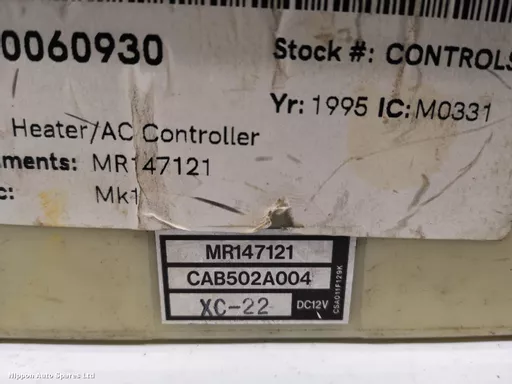 0060930
Stock #: CONTROLS
Yr: 1995 IC: M0331
Heater/AC Controller
ments: MR147121
c: Mk1
MR147121
CAB502A004
XC-22 DC12V
CSA011F129K
Nippon Auto Spares Ltd